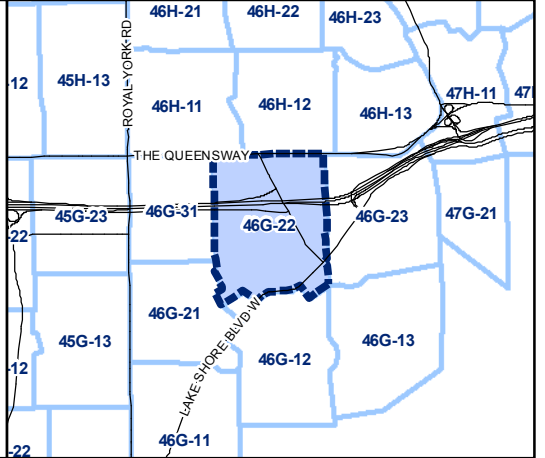 46H-21
46H-22
46H-23
ROYAL YORK RD
-12
45H-13
46H-11
46H-12
46H-13
47H-11
47
THE QUEENSWAY
45G-23
46G-31
46G-22
46G-23
47G-21
-22
46G-21
45G-13
46G-12
46G-13
LAKE SHORE BLVD W
-12
46G-11
-22